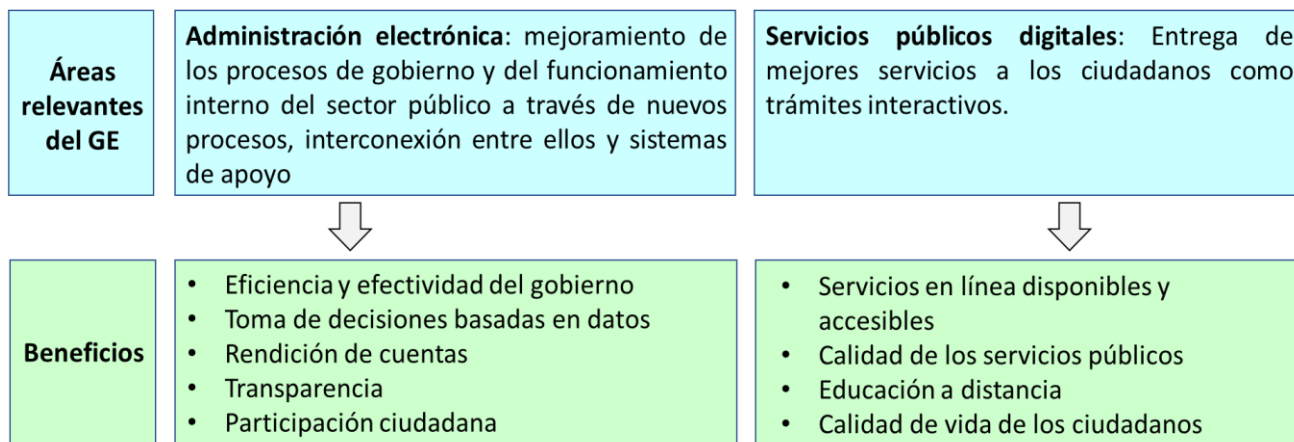 Áreas
relevantes
del GE
Administración electrónica: mejoramiento de
los procesos de gobierno y del funcionamiento
interno del sector público a través de nuevos
procesos, interconexión entre ellos y sistemas
de apoyo
Servicios públicos digitales: Entrega de
mejores servicios a los ciudadanos como
trámites interactivos.
Beneficios
• Eficiencia y efectividad del gobierno
• Toma de decisiones basadas en datos
• Rendición de cuentas
• Transparencia
• Participación ciudadana
• Servicios en línea disponibles y
accesibles
• Calidad de los servicios públicos
• Educación a distancia
• Calidad de vida de los ciudadanos